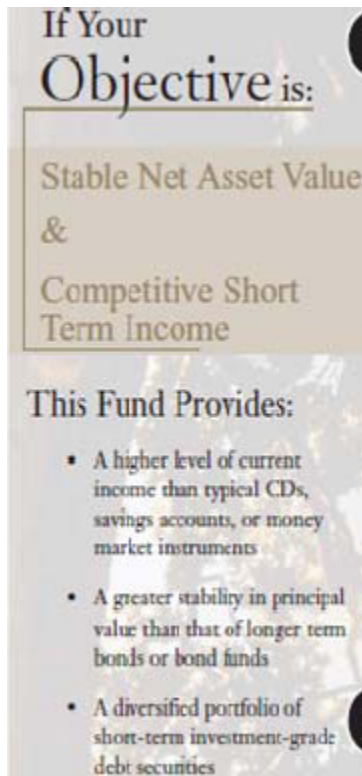 If Your
Objective is:
Stable Net Asset Value
&
Competitive Short
Term Income
This Fund Provides:
• A higher level of current
income than typical CDs,
savings accounts, or money
market instruments
• A greater stability in principal
value than that of longer term
bonds or bond funds
• A diversified portfolio of
short-term investment-grade
debt securities